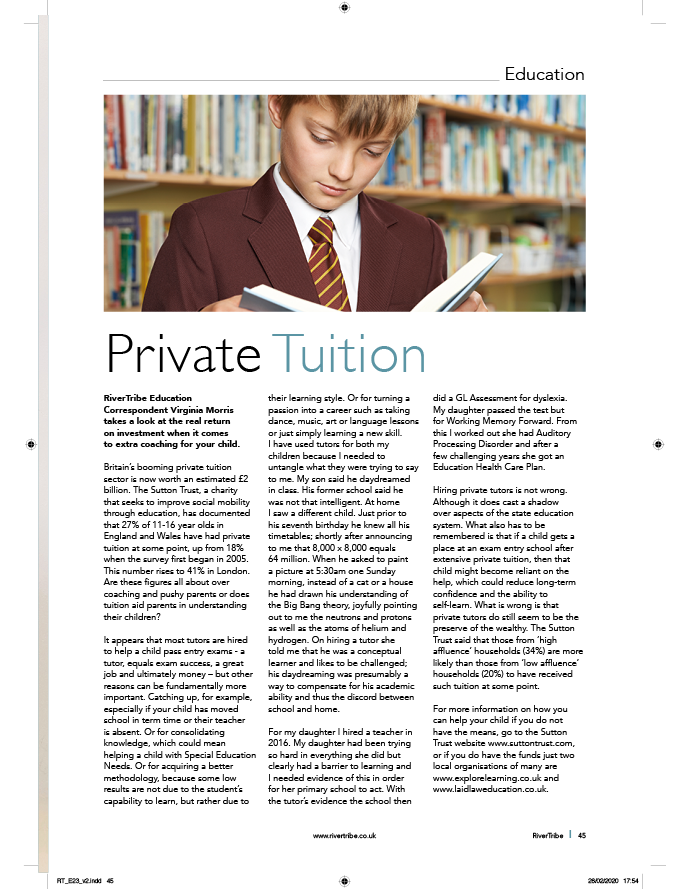 Education
Private Tuition
RiverTribe Education
Correspondent Virginia Morris
takes a look at the real return
on investment when it comes
to extra coaching for your child.
Britain's booming private tuition
sector is now worth an estimated £2
billion. The Sutton Trust, a charity
that seeks to improve social mobility
through education, has documented
that 27% of 11-16 year olds in
England and Wales have had private
tuition at some point, up from 18%
when the survey first began in 2005.
This number rises to 41% in London.
Are these figures all about over
coaching and pushy parents or does
tuition aid parents in understanding
their children?
It appears that most tutors are hired
to help a child pass entry exams - a
tutor, equals exam success, a great
job and ultimately money – but other
reasons can be fundamentally more
important. Catching up, for example,
especially if your child has moved
school in term time or their teacher
is absent. Or for consolidating
knowledge, which could mean
helping a child with Special Education
Needs. Or for acquiring a better
methodology, because some low
results are not due to the student's
capability to learn, but rather due to
their learning style. Or for turning a
passion into a career such as taking
dance, music, art or language lessons
or just simply learning a new skill.
I have used tutors for both my
children because I needed to
untangle what they were trying to say
to me. My son said he daydreamed
in class. His former school said he
was not that intelligent. At home
I saw a different child. Just prior to
his seventh birthday he knew all his
timetables; shortly after announcing
to me that 8,000 x 8,000 equals
64 million. When he asked to paint
a picture at 5:30am one Sunday
morning, instead of a cat or a house
he had drawn his understanding of
the Big Bang theory, joyfully pointing
out to me the neutrons and protons
as well as the atoms of helium and
hydrogen. On hiring a tutor she
told me that he was a conceptual
learner and likes to be challenged;
his daydreaming was presumably a
way to compensate for his academic
ability and thus the discord between
school and home.
For my daughter I hired a teacher in
2016. My daughter had been trying
so hard in everything she did but
clearly had a barrier to learning and
I needed evidence of this in order
for her primary school to act. With
the tutor's evidence the school then
did a GL Assessment for dyslexia.
My daughter passed the test but
for Working Memory Forward. From
this I worked out she had Auditory
Processing Disorder and after a
few challenging years she got an
Education Health Care Plan.
Hiring private tutors is not wrong.
Although it does cast a shadow
over aspects of the state education
system. What also has to be
remembered is that if a child gets a
place at an exam entry school after
extensive private tuition, then that
child might become reliant on the
help, which could reduce long-term
confidence and the ability to
self-learn. What is wrong is that
private tutors do still seem to be the
preserve of the wealthy. The Sutton
Trust said that those from 'high
affluence' households (34%) are more
likely than those from 'low affluence'
households (20%) to have received
such tuition at some point.
For more information on how you
can help your child if you do not
have the means, go to the Sutton
Trust website www.suttontrust.com,
or if you do have the funds just two
local organisations of many are
www.explorelearning.co.uk and
www.laidlaweducation.co.uk.
www.rivertribe.co.uk
RiverTribe | 45
RT_E23_v2.indd 45
26/02/2020 17:54